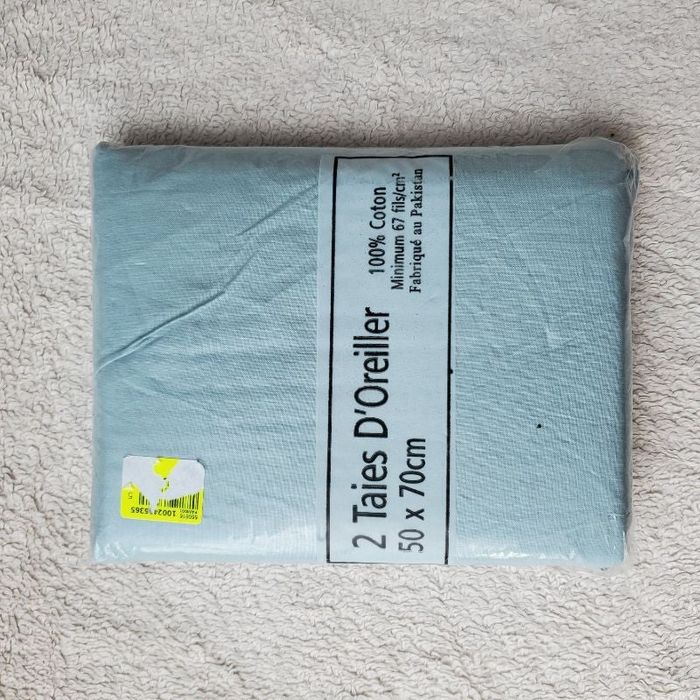 2 Taies D'Oreiller
50 x 70cm
100% Coton
Minimum 67 fils/cm²
Fabriqué au Pakistan